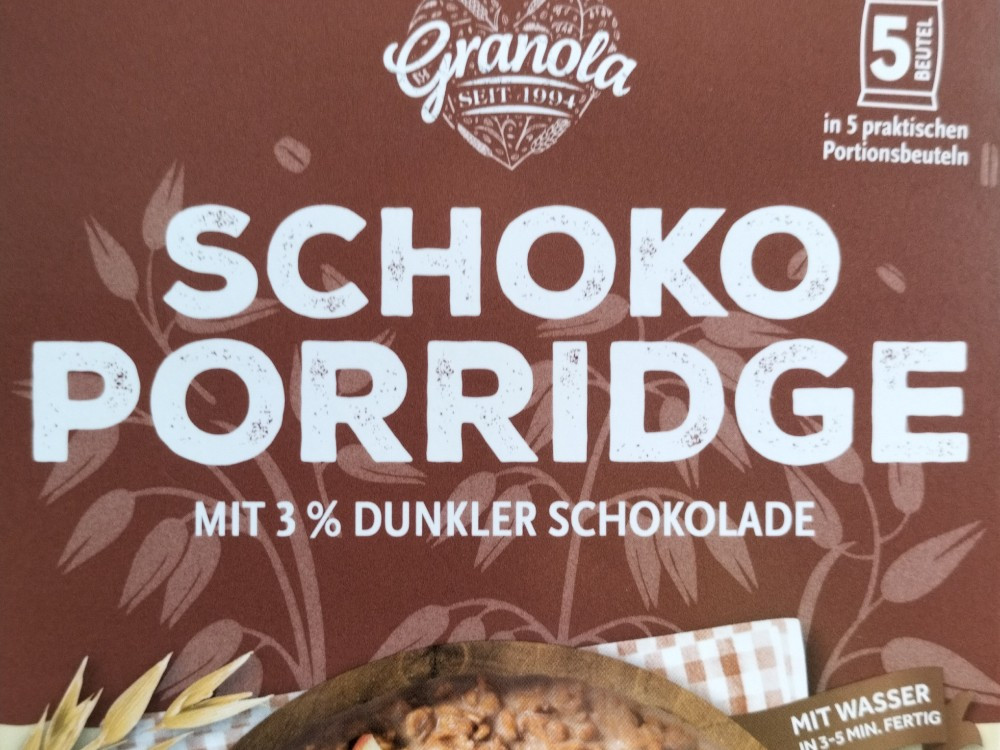 Granola
SEIT 1994
5
BEUTEL
in 5 praktischen
Portionsbeuteln
SCHOKO
PORRIDGE
MIT 3 % DUNKLER SCHOKOLADE
MIT WASSER
IN 3-5 MIN. FERTIG